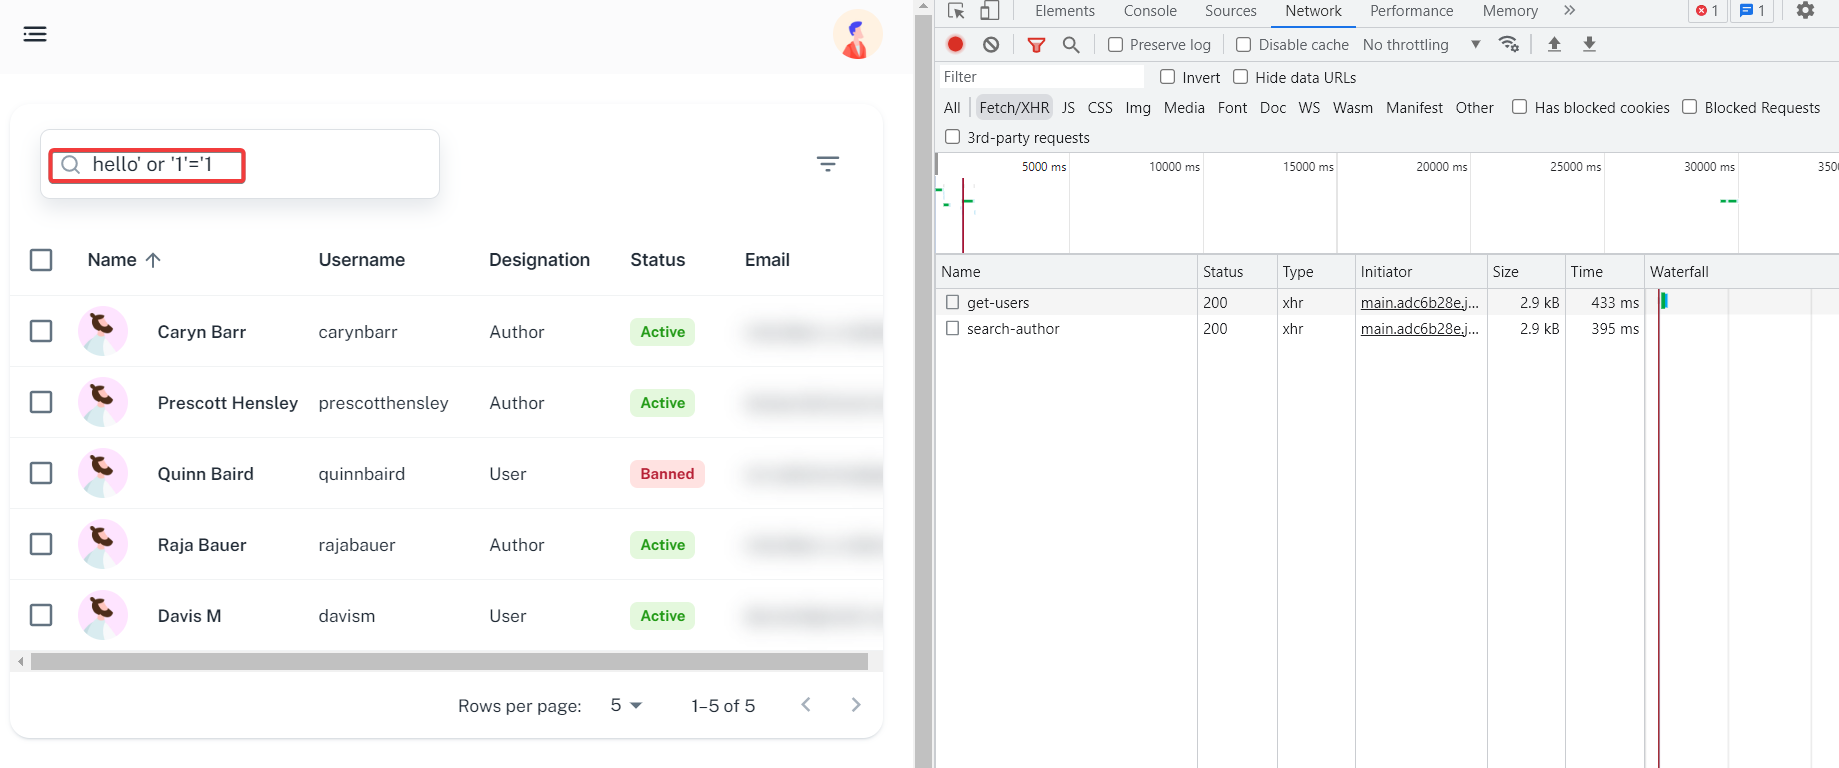 hello' or '1'='1
Name Username Designation Status Email
Caryn Barr carynbarr Author Active
Prescott Hensley prescotthensley Author Active
Quinn Baird quinnbaird User Banned
Raja Bauer rajabauer Author Active
Davis M davism User Active
Rows per page: 5 1–5 of 5
Elements Console Sources Network Performance Memory 1 1
Preserve log Disable cache No throttling
Filter Invert Hide data URLs
All Fetch/XHR JS CSS Img Media Font Doc WS Wasm Manifest Other Has blocked cookies Blocked Requests
3rd-party requests
5000 ms 10000 ms 15000 ms 20000 ms 25000 ms 30000 ms
Name Status Type Initiator Size Time Waterfall
get-users 200 xhr main.adc6b28e.j... 2.9 kB 433 ms
search-author 200 xhr main.adc6b28e.j... 2.9 kB 395 ms